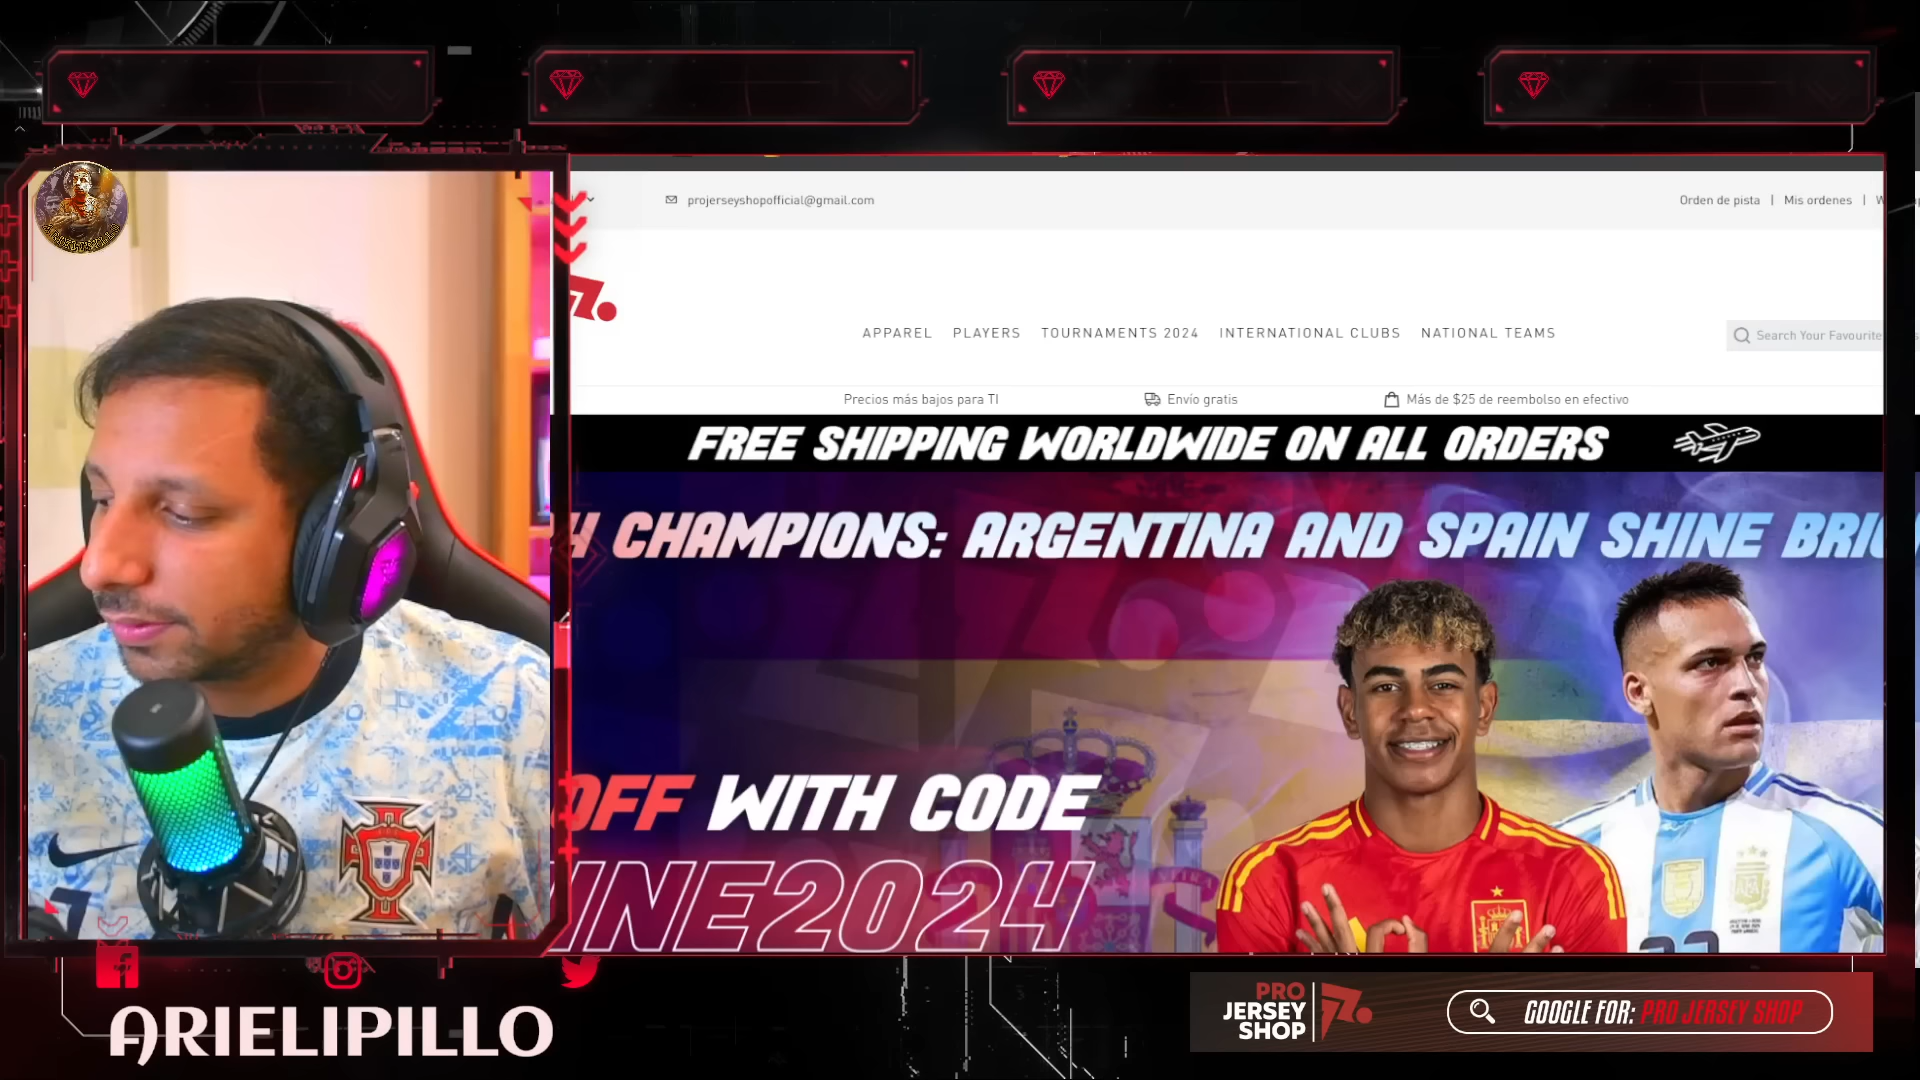 projerseyshopofficial@gmail.com
Orden de pista | Mis ordenes |
APPAREL PLAYERS TOURNAMENTS 2024 INTERNATIONAL CLUBS NATIONAL TEAMS
Search Your Favourite
Precios más bajos para TI
Envío gratis
Más de $25 de reembolso en efectivo
FREE SHIPPING WORLDWIDE ON ALL ORDERS
CHAMPIONS: ARGENTINA AND SPAIN SHINE
OFF WITH CODE
INE2024
ARIELIPILLO
PRO
JERSEY
SHOP
GOOGLE FOR: PRO JERSEY SHOP